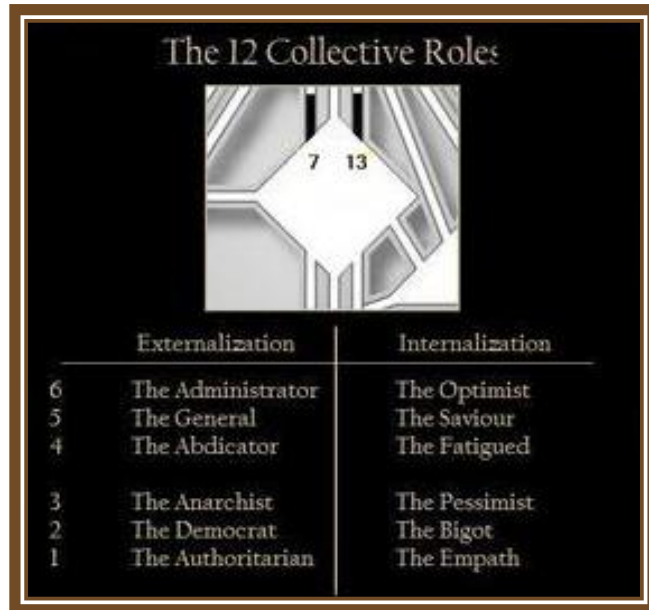 The 12 Collective Roles
7 13
Externalization Internalization
6 The Administrator The Optimist
5 The General The Saviour
4 The Abdicator The Fatigued
3 The Anarchist The Pessimist
2 The Democrat The Bigot
1 The Authoritarian The Empath